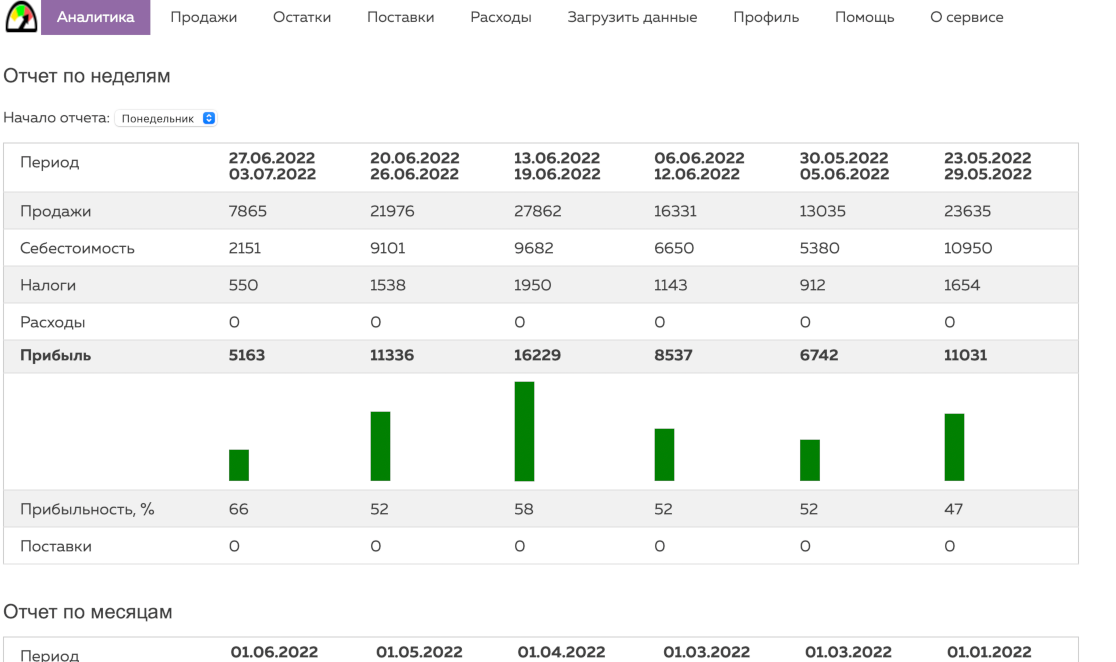 Аналитика Продажи Остатки Поставки Расходы Загрузить данные Профиль Помощь О сервисе
Отчет по неделям
Начало отчета: Понедельник
Период 27.06.2022 20.06.2022 13.06.2022 06.06.2022 30.05.2022 23.05.2022
03.07.2022 26.06.2022 19.06.2022 12.06.2022 05.06.2022 29.05.2022
Продажи 7865 21976 27862 16331 13035 23635
Себестоимость 2151 9101 9682 6650 5380 10950
Налоги 550 1538 1950 1143 912 1654
Расходы 0 0 0 0 0 0
Прибыль 5163 11336 16229 8537 6742 11031
Прибыльность, % 66 52 58 52 52 47
Поставки 0 0 0 0 0 0
Отчет по месяцам
Период 01.06.2022 01.05.2022 01.04.2022 01.03.2022 01.03.2022 01.01.2022